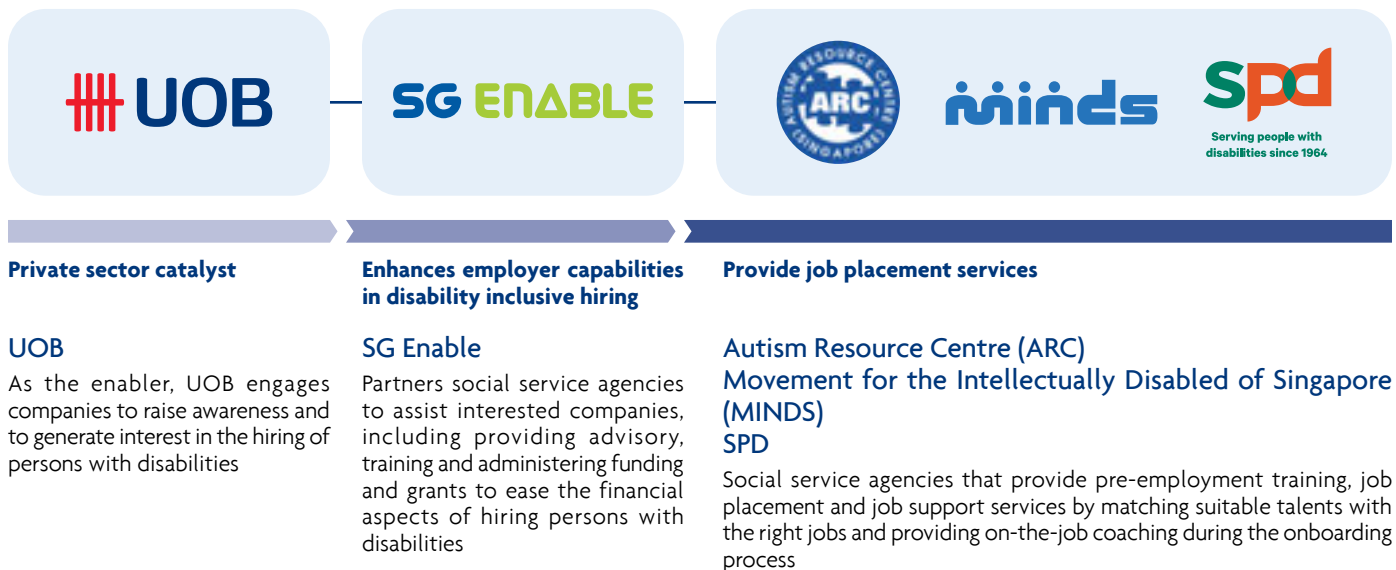 UOB
SG ENABLE
AUTISM RESOURCE CENTRE (SINGAPORE)
ARC
minds
spd
Serving people with
disabilities since 1964
Private sector catalyst
UOB
As the enabler, UOB engages
companies to raise awareness and
to generate interest in the hiring of
persons with disabilities
Enhances employer capabilities
in disability inclusive hiring
SG Enable
Partners social service agencies
to assist interested companies,
including providing advisory,
training and administering funding
and grants to ease the financial
aspects of hiring persons with
disabilities
Provide job placement services
Autism Resource Centre (ARC)
Movement for the Intellectually Disabled of Singapore
(MINDS)
SPD
Social service agencies that provide pre-employment training, job
placement and job support services by matching suitable talents with
the right jobs and providing on-the-job coaching during the onboarding
process